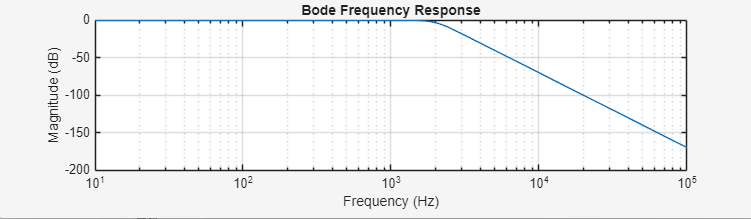 Bode Frequency Response
0
-50
-100
-150
-200
Magnitude (dB)
10¹ 10² 10³ 10⁴ 10⁵
Frequency (Hz)